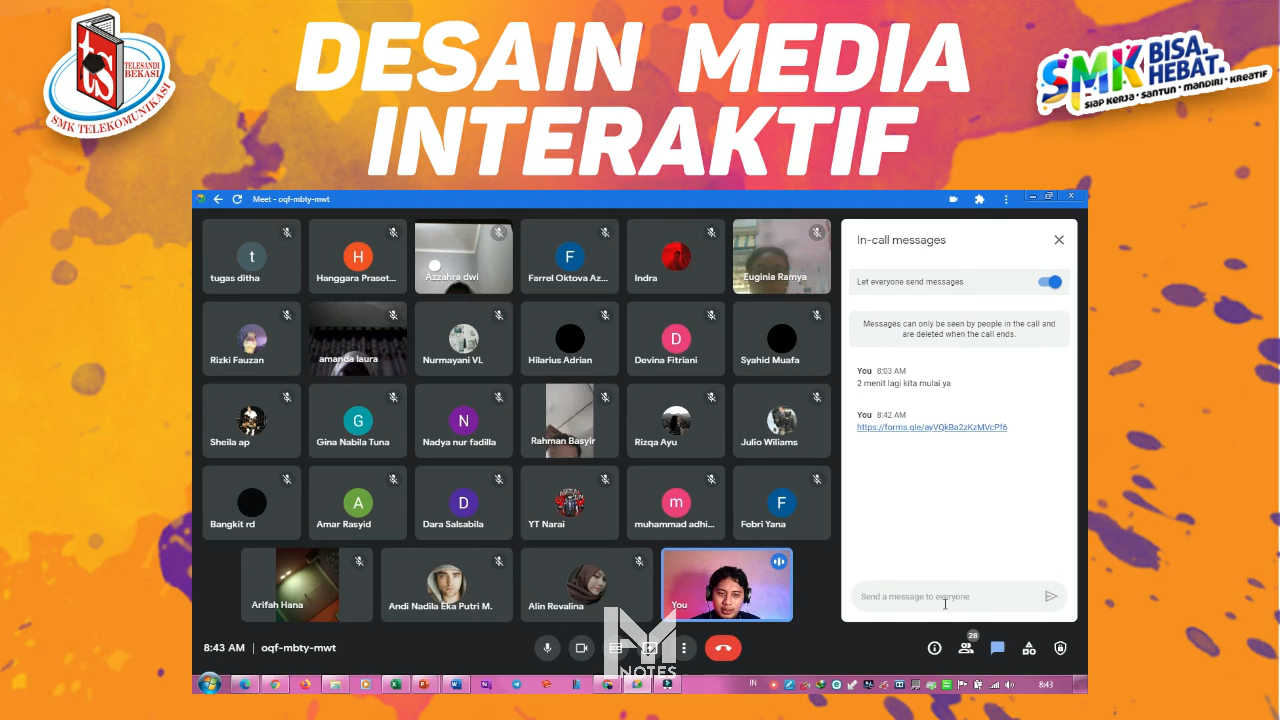 DESAIN MEDIA
INTERAKTIF
ts
TELESANDI
BEKASI
SMK TELEKOMUNIKASI
SMK BISA.
HEBAT.
SIAP KERJA • SANTUN • MANDIRI • KREATIF
Meet - oqf-mbty-mwt
t
tugas ditha
H
Hanggara Praset...
Azzahra dwi
F
Farrel Oktova Az...
Indra
Euginia Ramya
Rizki Fauzan
amanda laura
Nurmayani VL
Hilarius Adrian
D
Devina Fitriani
Syahid Muafa
Sheila ap
G
Gina Nabila Tuna
N
Nadya nur fadilla
Rahman Basyir
Rizqa Ayu
Julio Wiliams
Bangkit rd
A
Amar Rasyid
D
Dara Salsabila
YT Narai
m
muhammad adhi...
F
Febri Yana
Arifah Hana
Andi Nadila Eka Putri M.
Alin Revalina
You
In-call messages
Let everyone send messages
Messages can only be seen by people in the call and
are deleted when the call ends.
You 8:03 AM
2 menit lagi kita mulai ya
You 8:42 AM
https://forms.gle/ayVQkBa2zKzMVcPf6
Send a message to everyone
8:43 AM | oqf-mbty-mwt
28
NOTES
IN
8:43